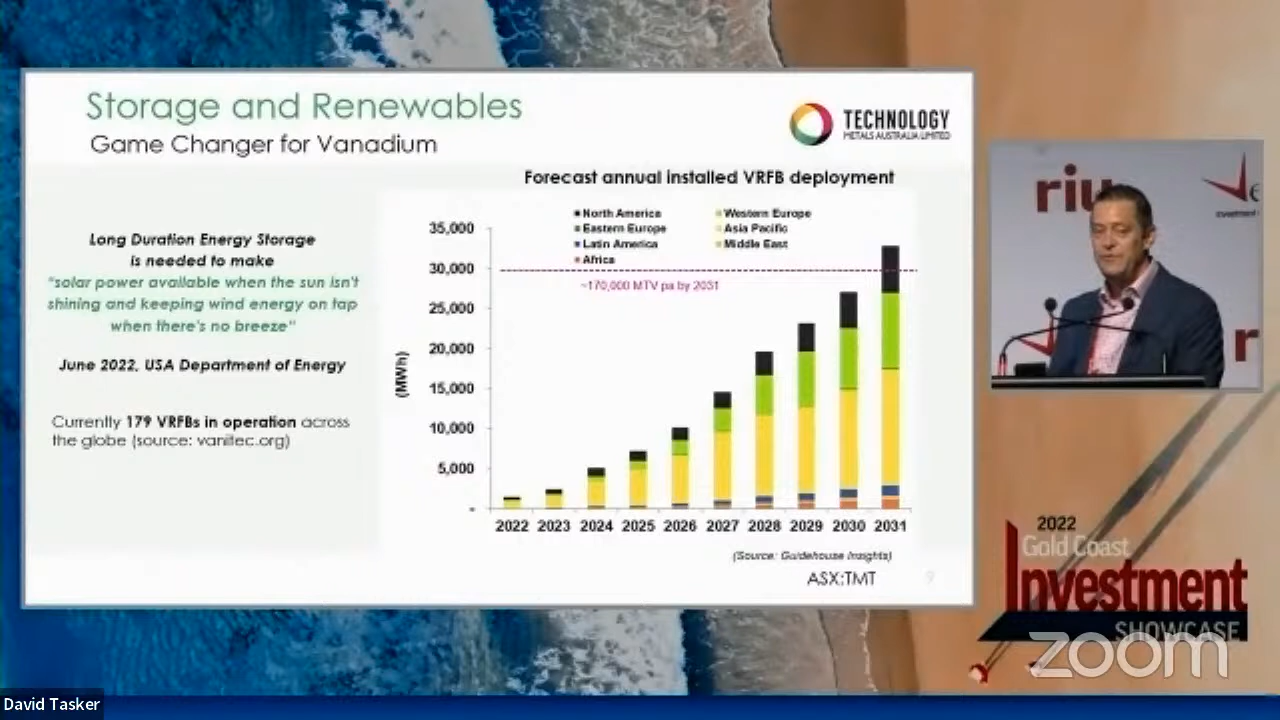 Storage and Renewables
Game Changer for Vanadium
TECHNOLOGY
METALS AUSTRALIA LIMITED
Long Duration Energy Storage
is needed to make
"solar power available when the sun isn't
shining and keeping wind energy on tap
when there's no breeze"
June 2022, USA Department of Energy
Currently 179 VRFBs in operation across
the globe (source: vanitec.org)
Forecast annual installed VRFB deployment
North America
Western Europe
Eastern Europe
Asia Pacific
Latin America
Middle East
Africa
~170,000 MTV pa by 2031
(MWh)
35,000
30,000
25,000
20,000
15,000
10,000
5,000
-
2022 2023 2024 2025 2026 2027 2028 2029 2030 2031
(Source: Guidehouse Insights)
ASX:TMT
9
riu
2022
Gold Coast
Investment
SHOWCASE
zoom
David Tasker